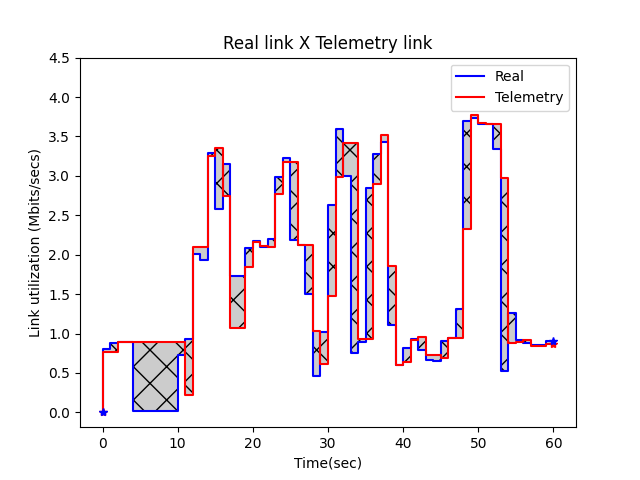 Real link X Telemetry link
Real
Telemetry
Link utilization (Mbits/secs)
4.5
4.0
3.5
3.0
2.5
2.0
1.5
1.0
0.5
0.0
0 10 20 30 40 50 60
Time(sec)